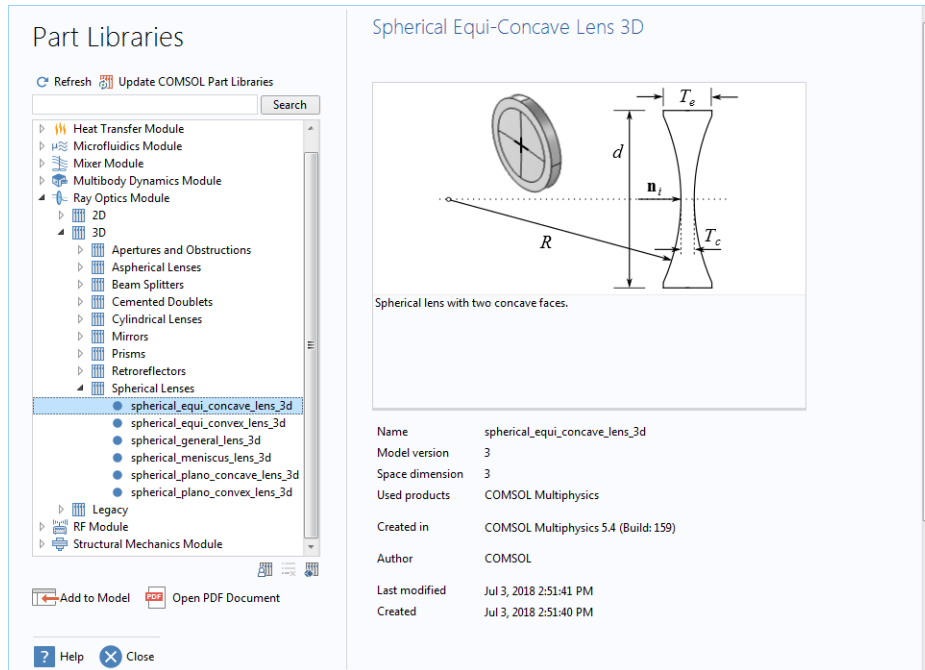 Part Libraries
Refresh Update COMSOL Part Libraries
Search
Heat Transfer Module
Microfluidics Module
Mixer Module
Multibody Dynamics Module
Ray Optics Module
2D
3D
Apertures and Obstructions
Aspherical Lenses
Beam Splitters
Cemented Doublets
Cylindrical Lenses
Mirrors
Prisms
Retroreflectors
Spherical Lenses
spherical_equi_concave_lens_3d
spherical_equi_convex_lens_3d
spherical_general_lens_3d
spherical_meniscus_lens_3d
spherical_plano_concave_lens_3d
spherical_plano_convex_lens_3d
Legacy
RF Module
Structural Mechanics Module
Add to Model PDF Open PDF Document
? Help Close
Spherical Equi-Concave Lens 3D
Te
d
ni
R
Tc
Spherical lens with two concave faces.
Name spherical_equi_concave_lens_3d
Model version 3
Space dimension 3
Used products COMSOL Multiphysics
Created in COMSOL Multiphysics 5.4 (Build: 159)
Author COMSOL
Last modified Jul 3, 2018 2:51:41 PM
Created Jul 3, 2018 2:51:40 PM